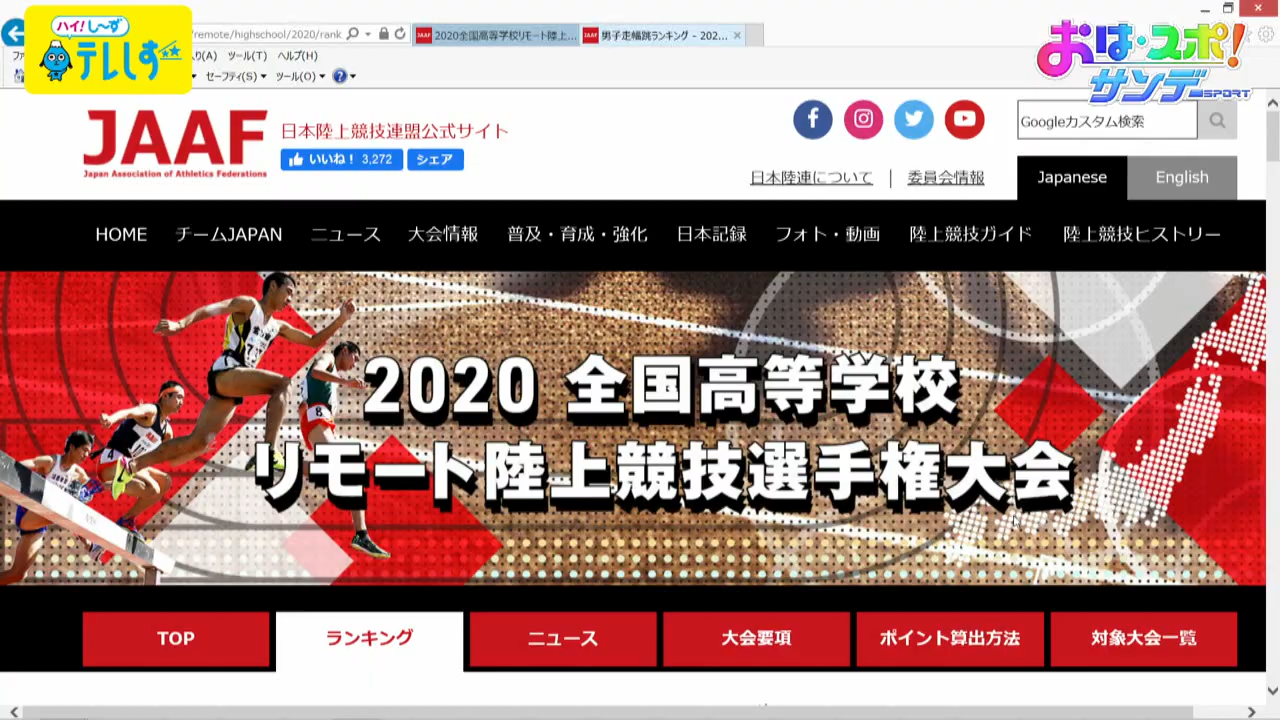 ハイ!し〜ず
テレしず
おは・スポ!
サンデー SPORT
/remote/highschool/2020/rank
2020全国高等学校リモート陸上...
男子走幅跳ランキング - 202...
ツール(T) ヘルプ(H)
セーフティ(S) ツール(O)
JAAF
Japan Association of Athletics Federations
日本陸上競技連盟公式サイト
いいね! 3,272 シェア
Googleカスタム検索
日本陸連について | 委員会情報
Japanese English
HOME チームJAPAN ニュース 大会情報 普及・育成・強化 日本記録 フォト・動画 陸上競技ガイド 陸上競技ヒストリー
2020 全国高等学校
リモート陸上競技選手権大会
TOP ランキング ニュース 大会要項 ポイント算出方法 対象大会一覧